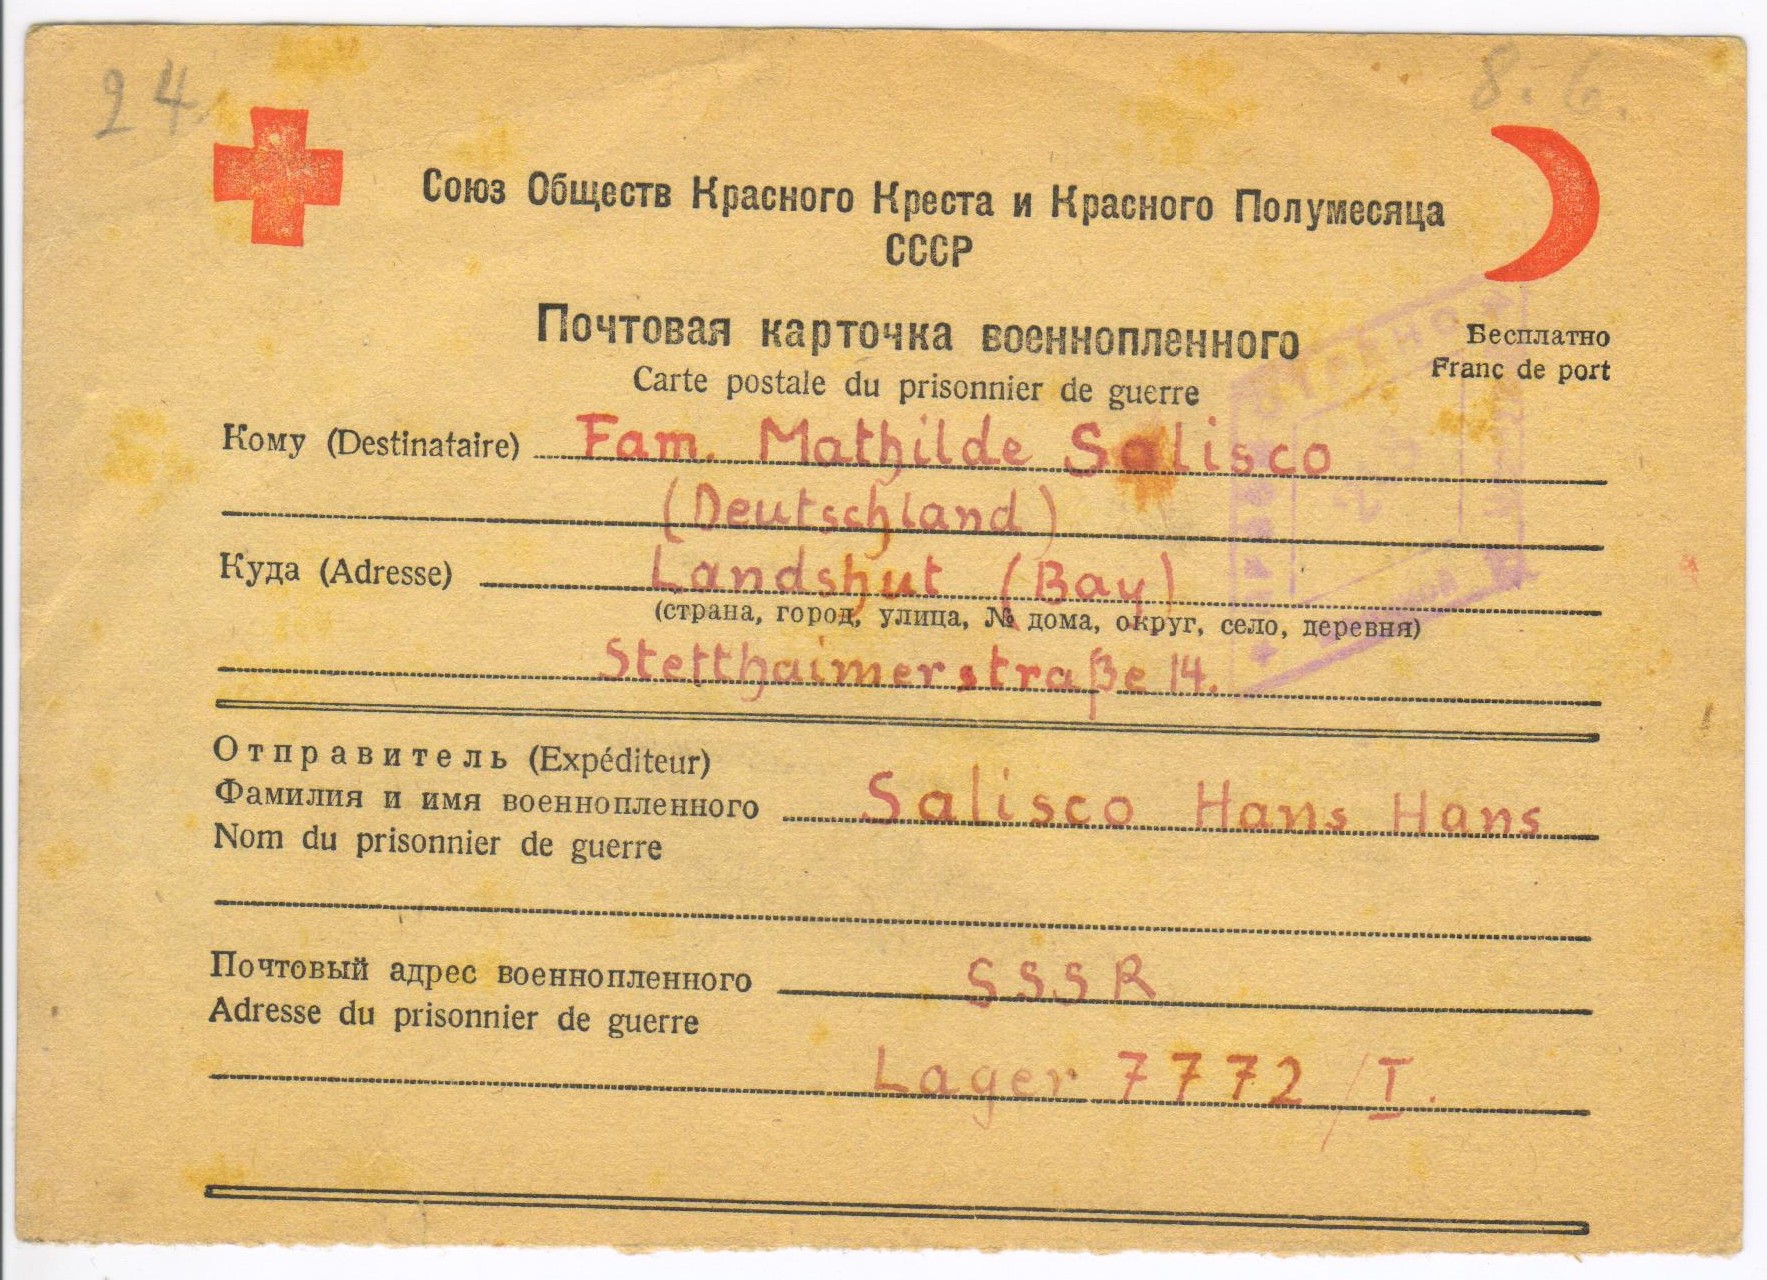 24.
8. 6.
Союз Обществ Красного Креста и Красного Полумесяца
СССР
Почтовая карточка военнопленного
Carte postale du prisonnier de guerre
Бесплатно
Franc de port
Кому (Destinataire) Fam. Mathilde Salisco
(Deutschland)
Куда (Adresse) Landshut (Bay)
(страна, город, улица, № дома, округ, село, деревня)
Stetthaimerstraße 14.
Отправитель (Expéditeur)
Фамилия и имя военнопленного Salisco Hans Hans
Nom du prisonnier de guerre
Почтовый адрес военнопленного SSSR
Adresse du prisonnier de guerre
Lager 7772 / I.